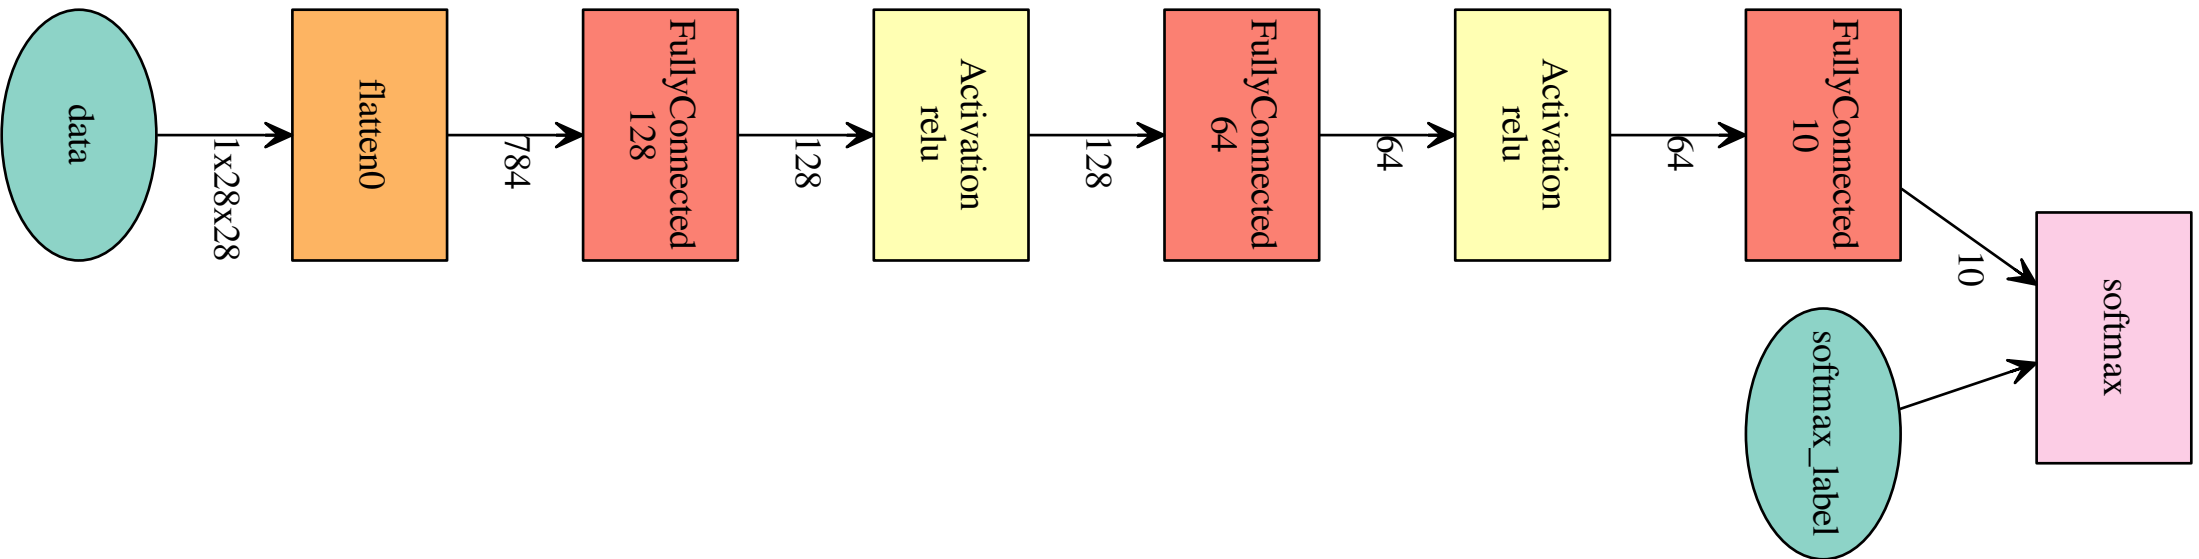 data
1x28x28
flatten0
784
FullyConnected
128
128
Activation
relu
128
FullyConnected
64
64
Activation
relu
64
FullyConnected
10
10
softmax_label
softmax